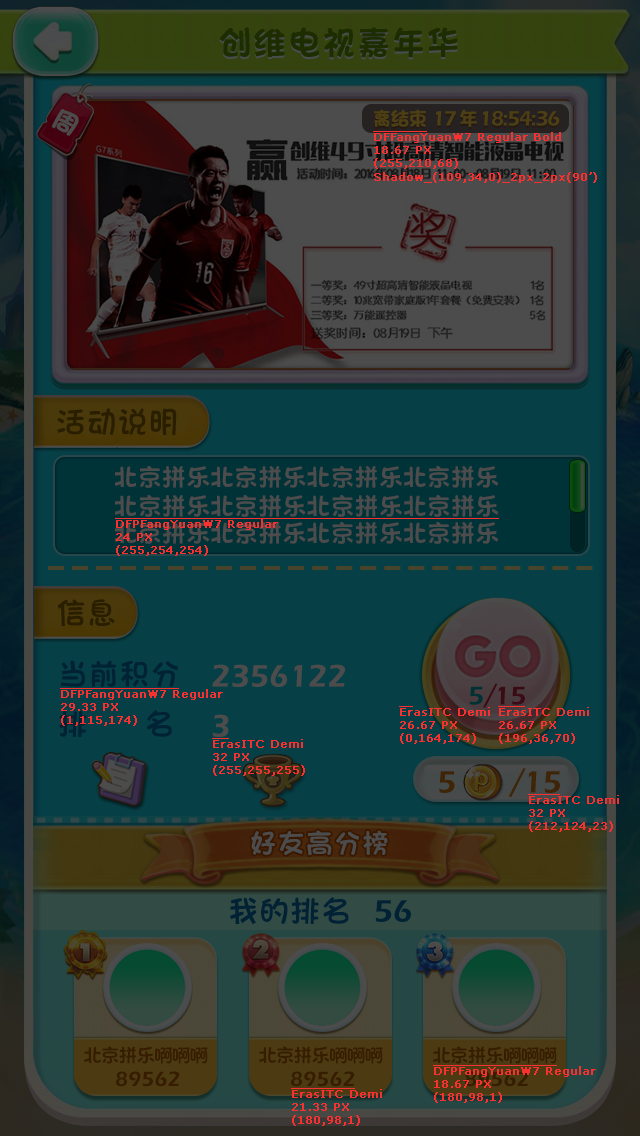 创维电视嘉年华
周
离结束 17年18:54:36
DFFangYuanW7 Regular Bold
18.67 PX
(255,210,68)
Shadow_(109,34,0)_2px_2px(90°)
G7系列
赢 创维49寸超高清智能液晶电视
16
奖
一等奖：49寸超高清智能液晶电视 1名
二等奖：10兆宽带家庭版1年套餐（免费安装） 1名
三等奖：万能遥控器 5名
送奖时间：08月19日 下午
活动说明
北京拼乐北京拼乐北京拼乐北京拼乐
北京拼乐北京拼乐北京拼乐北京拼乐
北京拼乐北京拼乐北京拼乐北京拼乐
DFPFangYuanW7 Regular
24 PX
(255,254,254)
信息
GO
5/15
当前积分 2356122
DFPFangYuanW7 Regular
29.33 PX
(1,115,174)
排 名 3
ErasITC Demi
32 PX
(255,255,255)
ErasITC Demi
26.67 PX
(0,164,174)
ErasITC Demi
26.67 PX
(196,36,70)
5 P /15
ErasITC Demi
32 PX
(212,124,23)
好友高分榜
我的排名 56
1 2 3
北京拼乐啊啊啊 北京拼乐啊啊啊 北京拼乐啊啊啊
89562 89562 89562
DFPFangYuanW7 Regular
18.67 PX
(180,98,1)
ErasITC Demi
21.33 PX
(180,98,1)